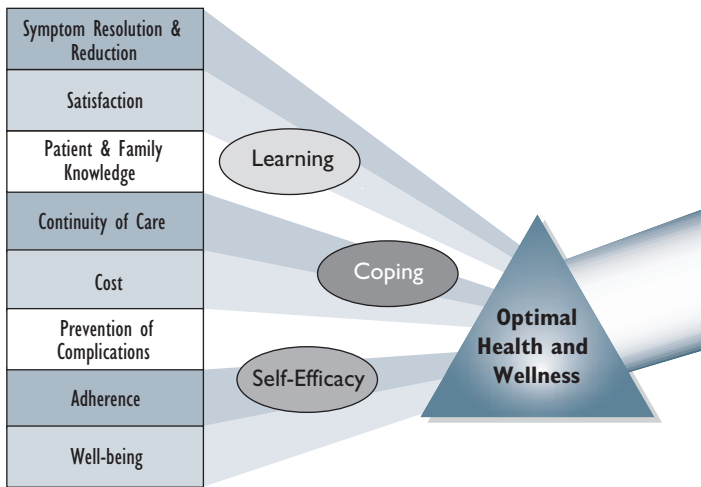 Symptom Resolution &
Reduction
Satisfaction
Patient & Family
Knowledge
Continuity of Care
Cost
Prevention of
Complications
Adherence
Well-being
Learning
Coping
Self-Efficacy
Optimal
Health and
Wellness